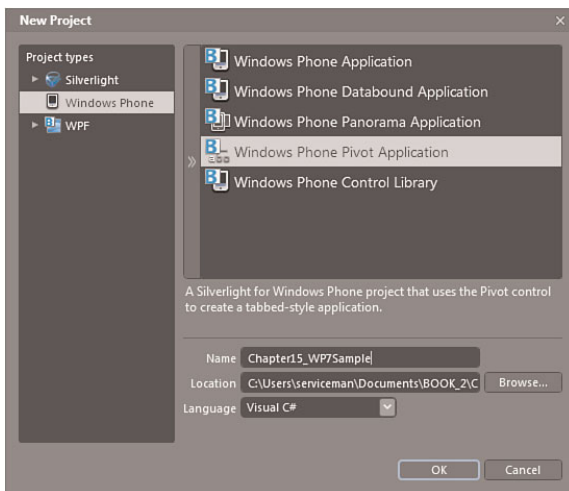 New Project
Project types
Silverlight
Windows Phone
WPF
Windows Phone Application
Windows Phone Databound Application
Windows Phone Panorama Application
Windows Phone Pivot Application
Windows Phone Control Library
A Silverlight for Windows Phone project that uses the Pivot control
to create a tabbed-style application.
Name Chapter15_WP7Sample
Location C:\Users\serviceman\Documents\BOOK_2\C Browse...
Language Visual C#
OK Cancel